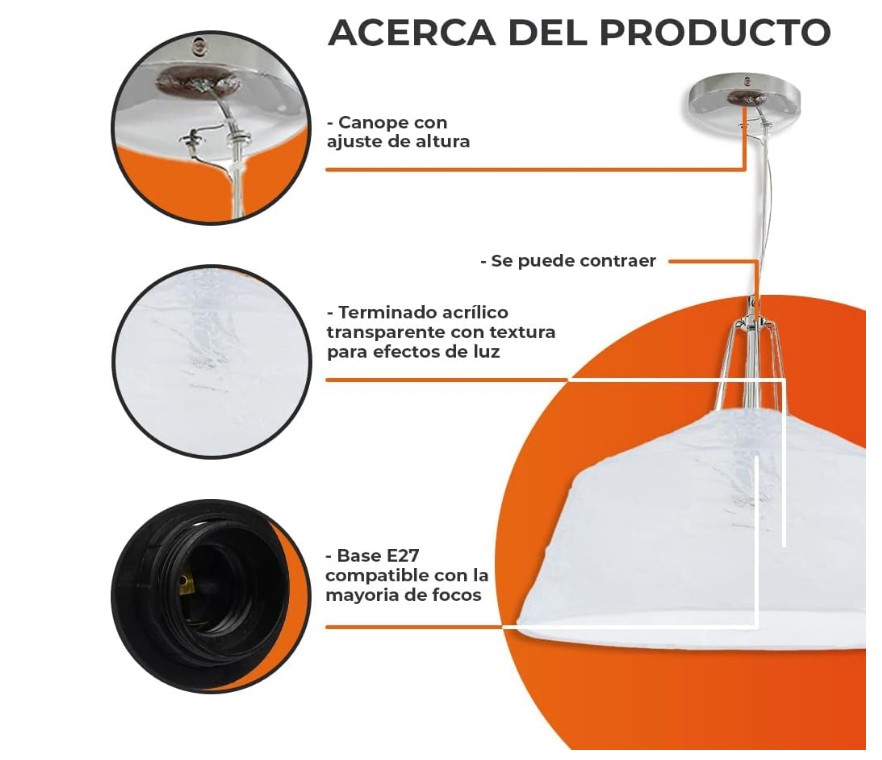 ACERCA DEL PRODUCTO
- Canope con
ajuste de altura
- Se puede contraer
- Terminado acrílico
transparente con textura
para efectos de luz
- Base E27
compatible con la
mayoria de focos